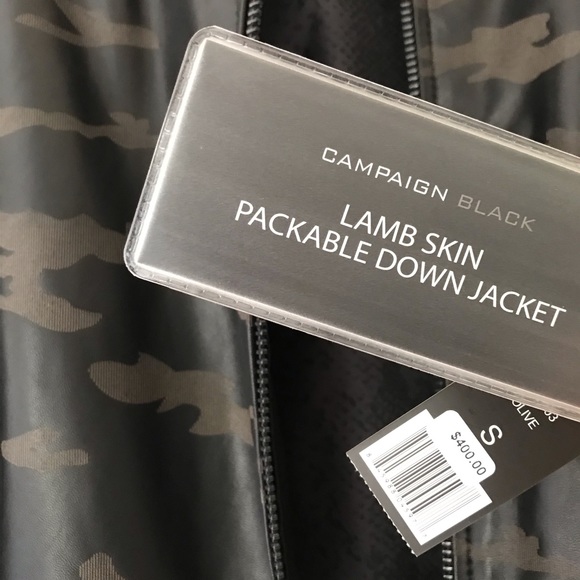 CAMPAIGN BLACK
LAMB SKIN
PACKABLE DOWN JACKET
OLIVE
S
$400.00